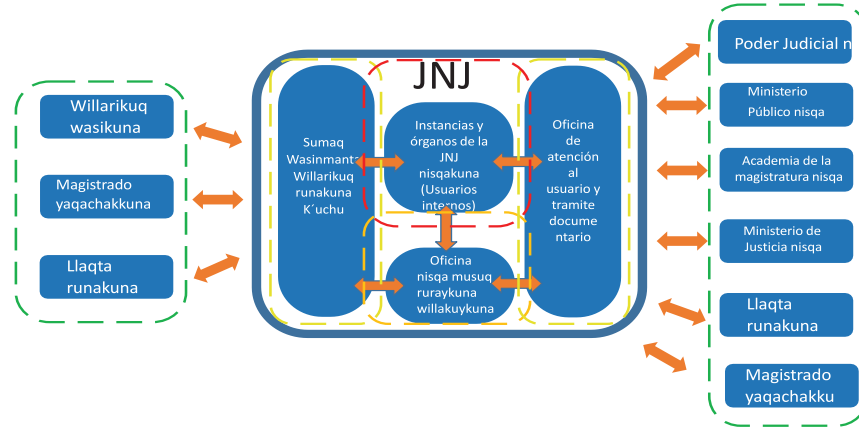 JNJ
Willarikuq
wasikuna
Magistrado
yaqachakkuna
Llaqta
runakuna
Sumaq
Wasinmanta
Willarikuq
runakuna
K´uchu
Instancias y
órganos de la
JNJ
nisqakuna
(Usuarios
internos)
Oficina
nisqa musuq
ruraykuna
willakuykuna
Oficina
de
atención
al
usuario y
tramite
docume
ntario
Poder Judicial n
Ministerio
Público nisqa
Academia de la
magistratura nisqa
Ministerio de
Justicia nisqa
Llaqta
runakuna
Magistrado
yaqachakku